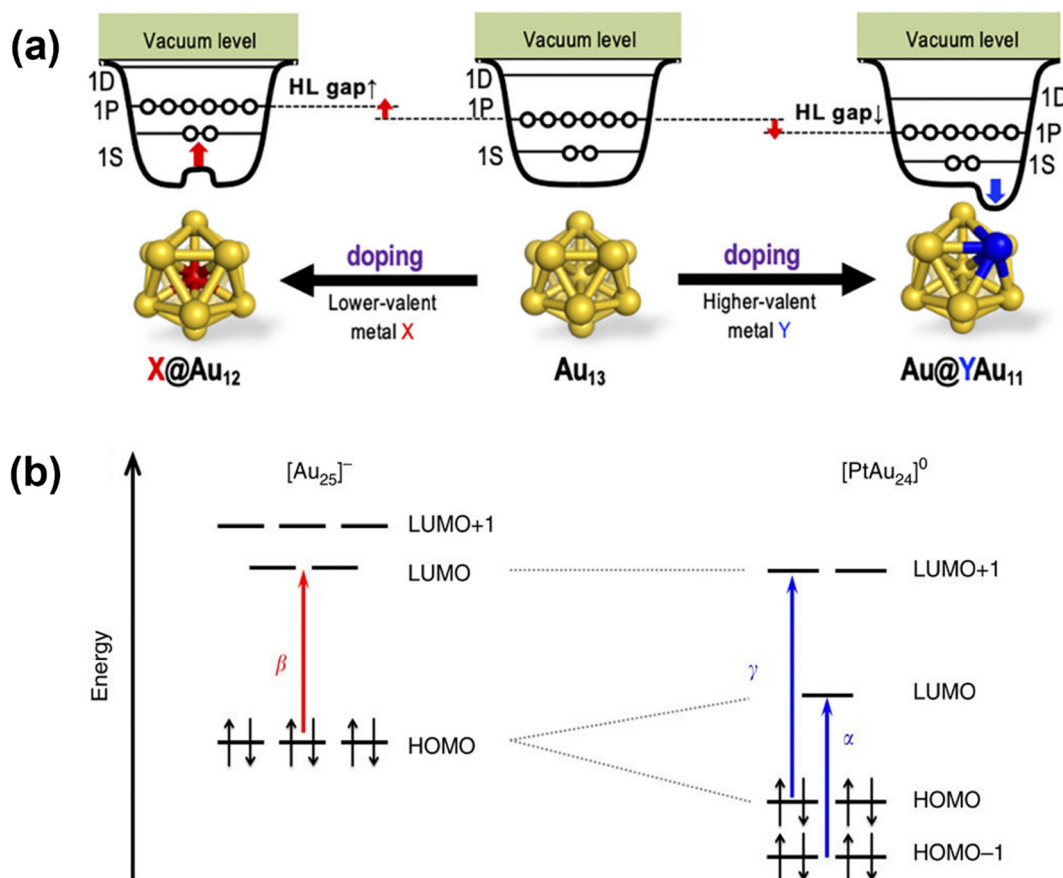 (a)
Vacuum level
Vacuum level
Vacuum level
1D
1P
1S
HL gap↑
1D
1P
1S
HL gap↓
1D
1P
1S
doping
Lower-valent
metal X
doping
Higher-valent
metal Y
X@Au₁₂
Au₁₃
Au@YAu₁₁
(b)
[Au₂₅]⁻
[PtAu₂₄]⁰
Energy
LUMO+1
LUMO
β
HOMO
LUMO+1
γ
LUMO
α
HOMO
HOMO−1